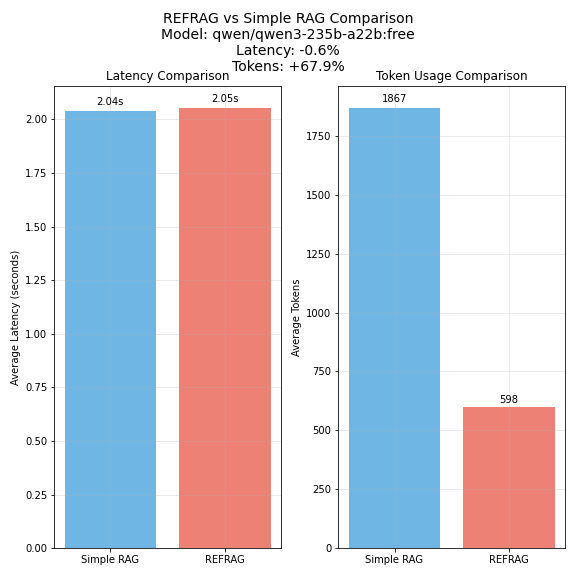 REFRAG vs Simple RAG Comparison
Model: qwen/qwen3-235b-a22b:free
Latency: -0.6%
Tokens: +67.9%
Latency Comparison
2.04s
2.05s
2.00
1.75
1.50
1.25
1.00
0.75
0.50
0.25
0.00
Average Latency (seconds)
Simple RAG
REFRAG
Token Usage Comparison
1867
598
1750
1500
1250
1000
750
500
250
0
Average Tokens
Simple RAG
REFRAG